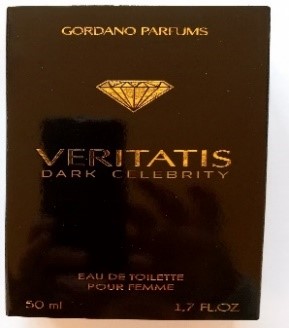 GORDANO PARFUMS
VERITATIS
DARK CELEBRITY
EAU DE TOILETTE
POUR FEMME
50 ml 1,7 FL.OZ